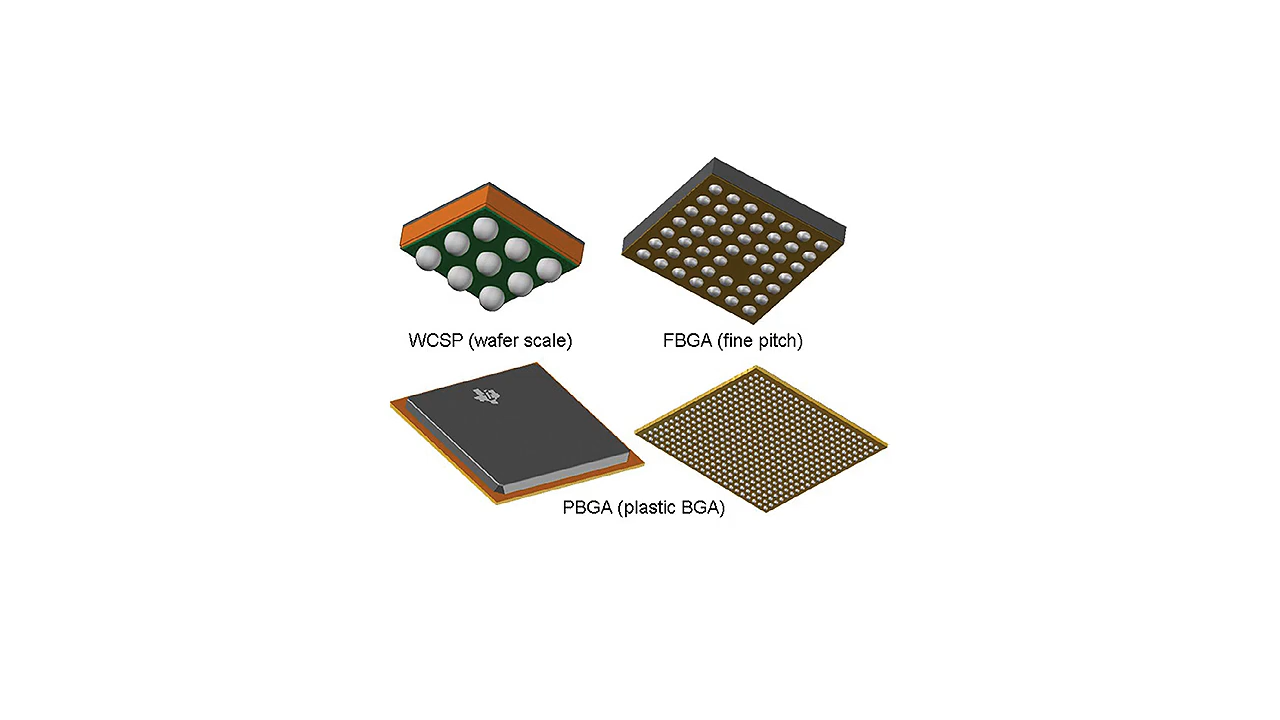 WCSP (wafer scale)
FBGA (fine pitch)
PBGA (plastic BGA)